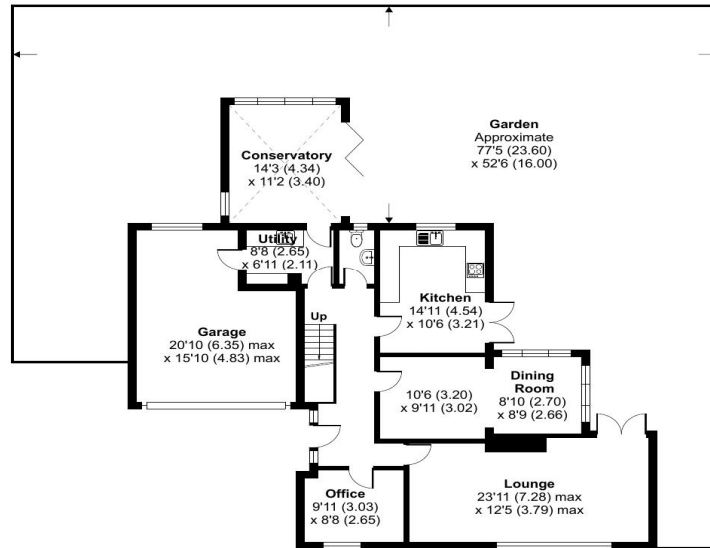 Garden
Approximate
77'5 (23.60)
x 52'6 (16.00)
Conservatory
14'3 (4.34)
x 11'2 (3.40)
Utility
8'8 (2.65)
x 6'11 (2.11)
Kitchen
14'11 (4.54)
x 10'6 (3.21)
Up
Garage
20'10 (6.35) max
x 15'10 (4.83) max
Dining
Room
8'10 (2.70)
x 8'9 (2.66)
10'6 (3.20)
x 9'11 (3.02)
Lounge
23'11 (7.28) max
x 12'5 (3.79) max
Office
9'11 (3.03)
x 8'8 (2.65)